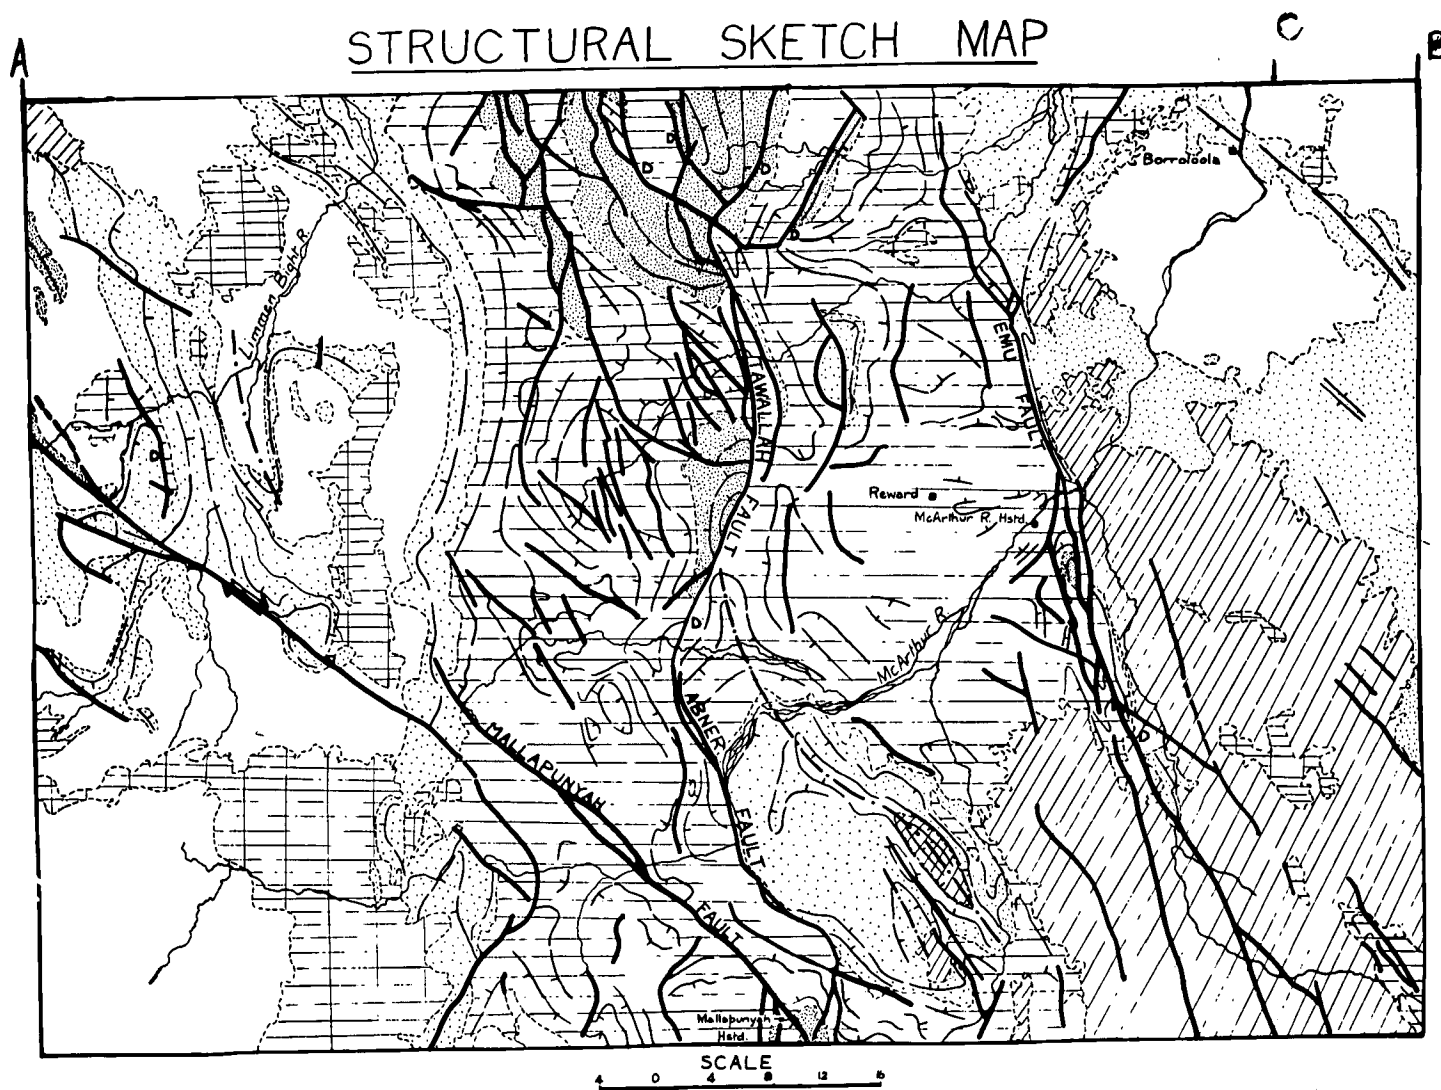 A
STRUCTURAL SKETCH MAP
C
B
Borroloola
Limmen Bight R.
D
D
D
D
EMU FAULT
TAWALLAH FAULT
D
Reward
McArthur R. Hstd.
D
McArthur R.
ABNER FAULT
MALLAPUNYAH FAULT
D
Mallapunyah
Hstd.
SCALE
4 0 4 8 12 16